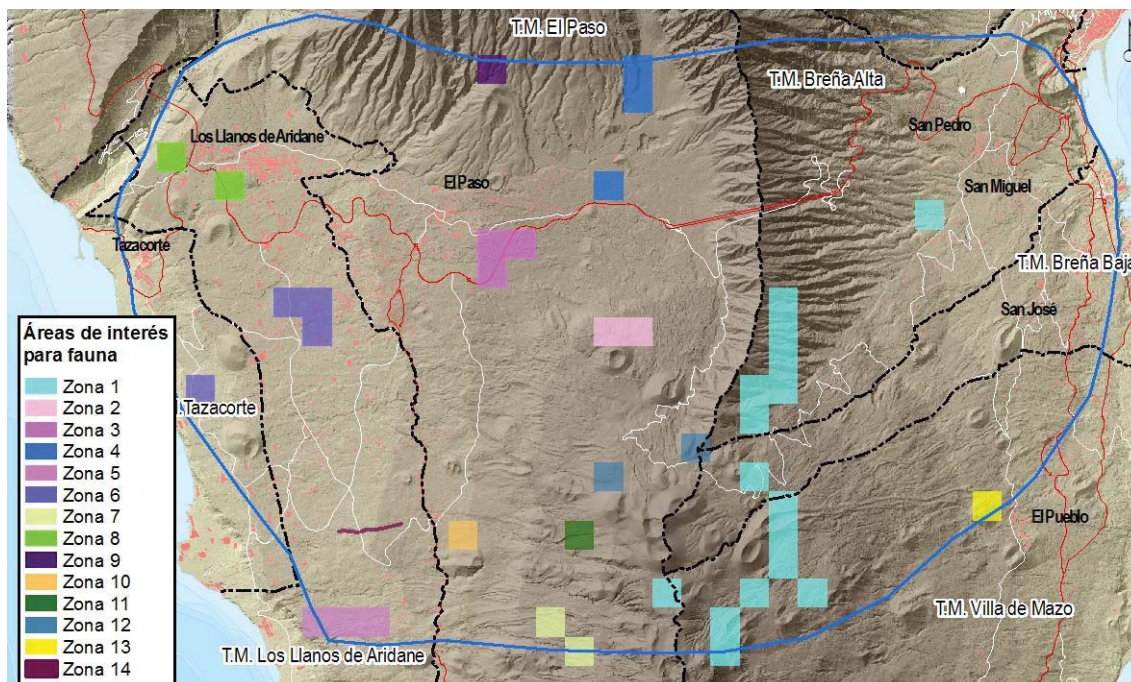 T.M. El Paso
T.M. Breña Alta
San Pedro
Los Llanos de Aridane
El Paso
San Miguel
Tazacorte
T.M. Breña Baja
San José
Áreas de interés
para fauna
Zona 1
Zona 2
Zona 3
Zona 4
Zona 5
Zona 6
Zona 7
Zona 8
Zona 9
Zona 10
Zona 11
Zona 12
Zona 13
Zona 14
Tazacorte
El Pueblo
T.M. Villa de Mazo
T.M. Los Llanos de Aridane